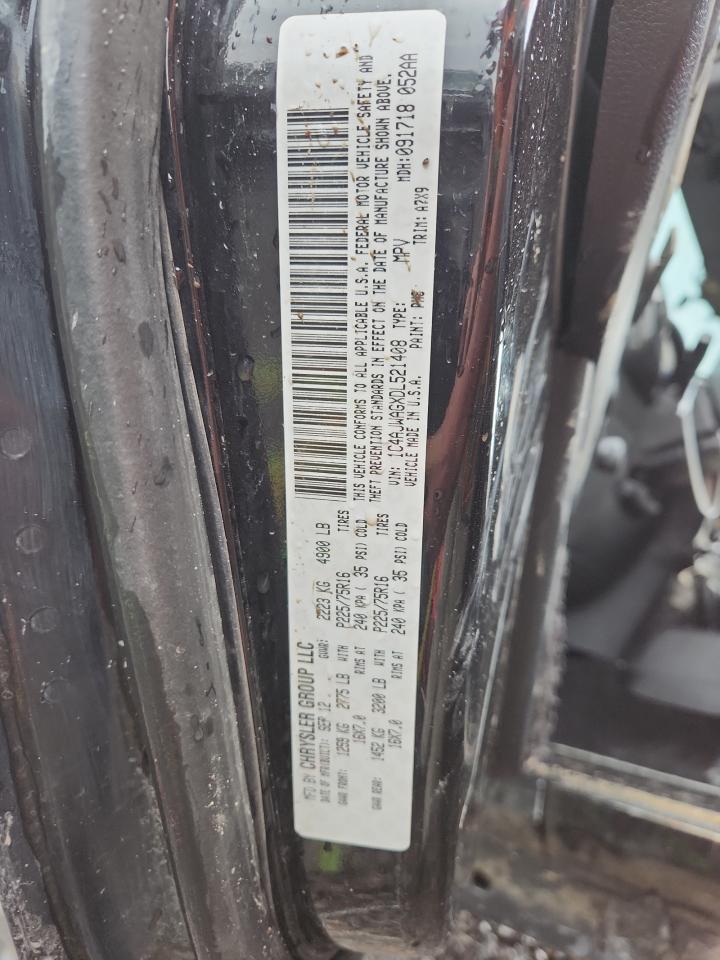 MFD BY CHRYSLER GROUP LLC
DATE OF MFR(DUTCT): SEP 12 GVWR: 2223 KG 4900 LB
GAWR FRONT: 1259 KG 2775 LB WITH P225/75R16 TIRES
16X7.0 RIMS AT 240 KPA ( 35 PSI) COLD
GAWR REAR: 1452 KG 3200 LB WITH P225/75R16 TIRES
16X7.0 RIMS AT 240 KPA ( 35 PSI) COLD
THIS VEHICLE CONFORMS TO ALL APPLICABLE U.S.A. FEDERAL MOTOR VEHICLE SAFETY AND
THEFT PREVENTION STANDARDS IN EFFECT ON THE DATE OF MANUFACTURE SHOWN ABOVE.
VIN: 1C4AJWAGXDL521408 TYPE: MPV MDH:091718 052AA
VEHICLE MADE IN U.S.A. PAINT: TRIM: A7X9